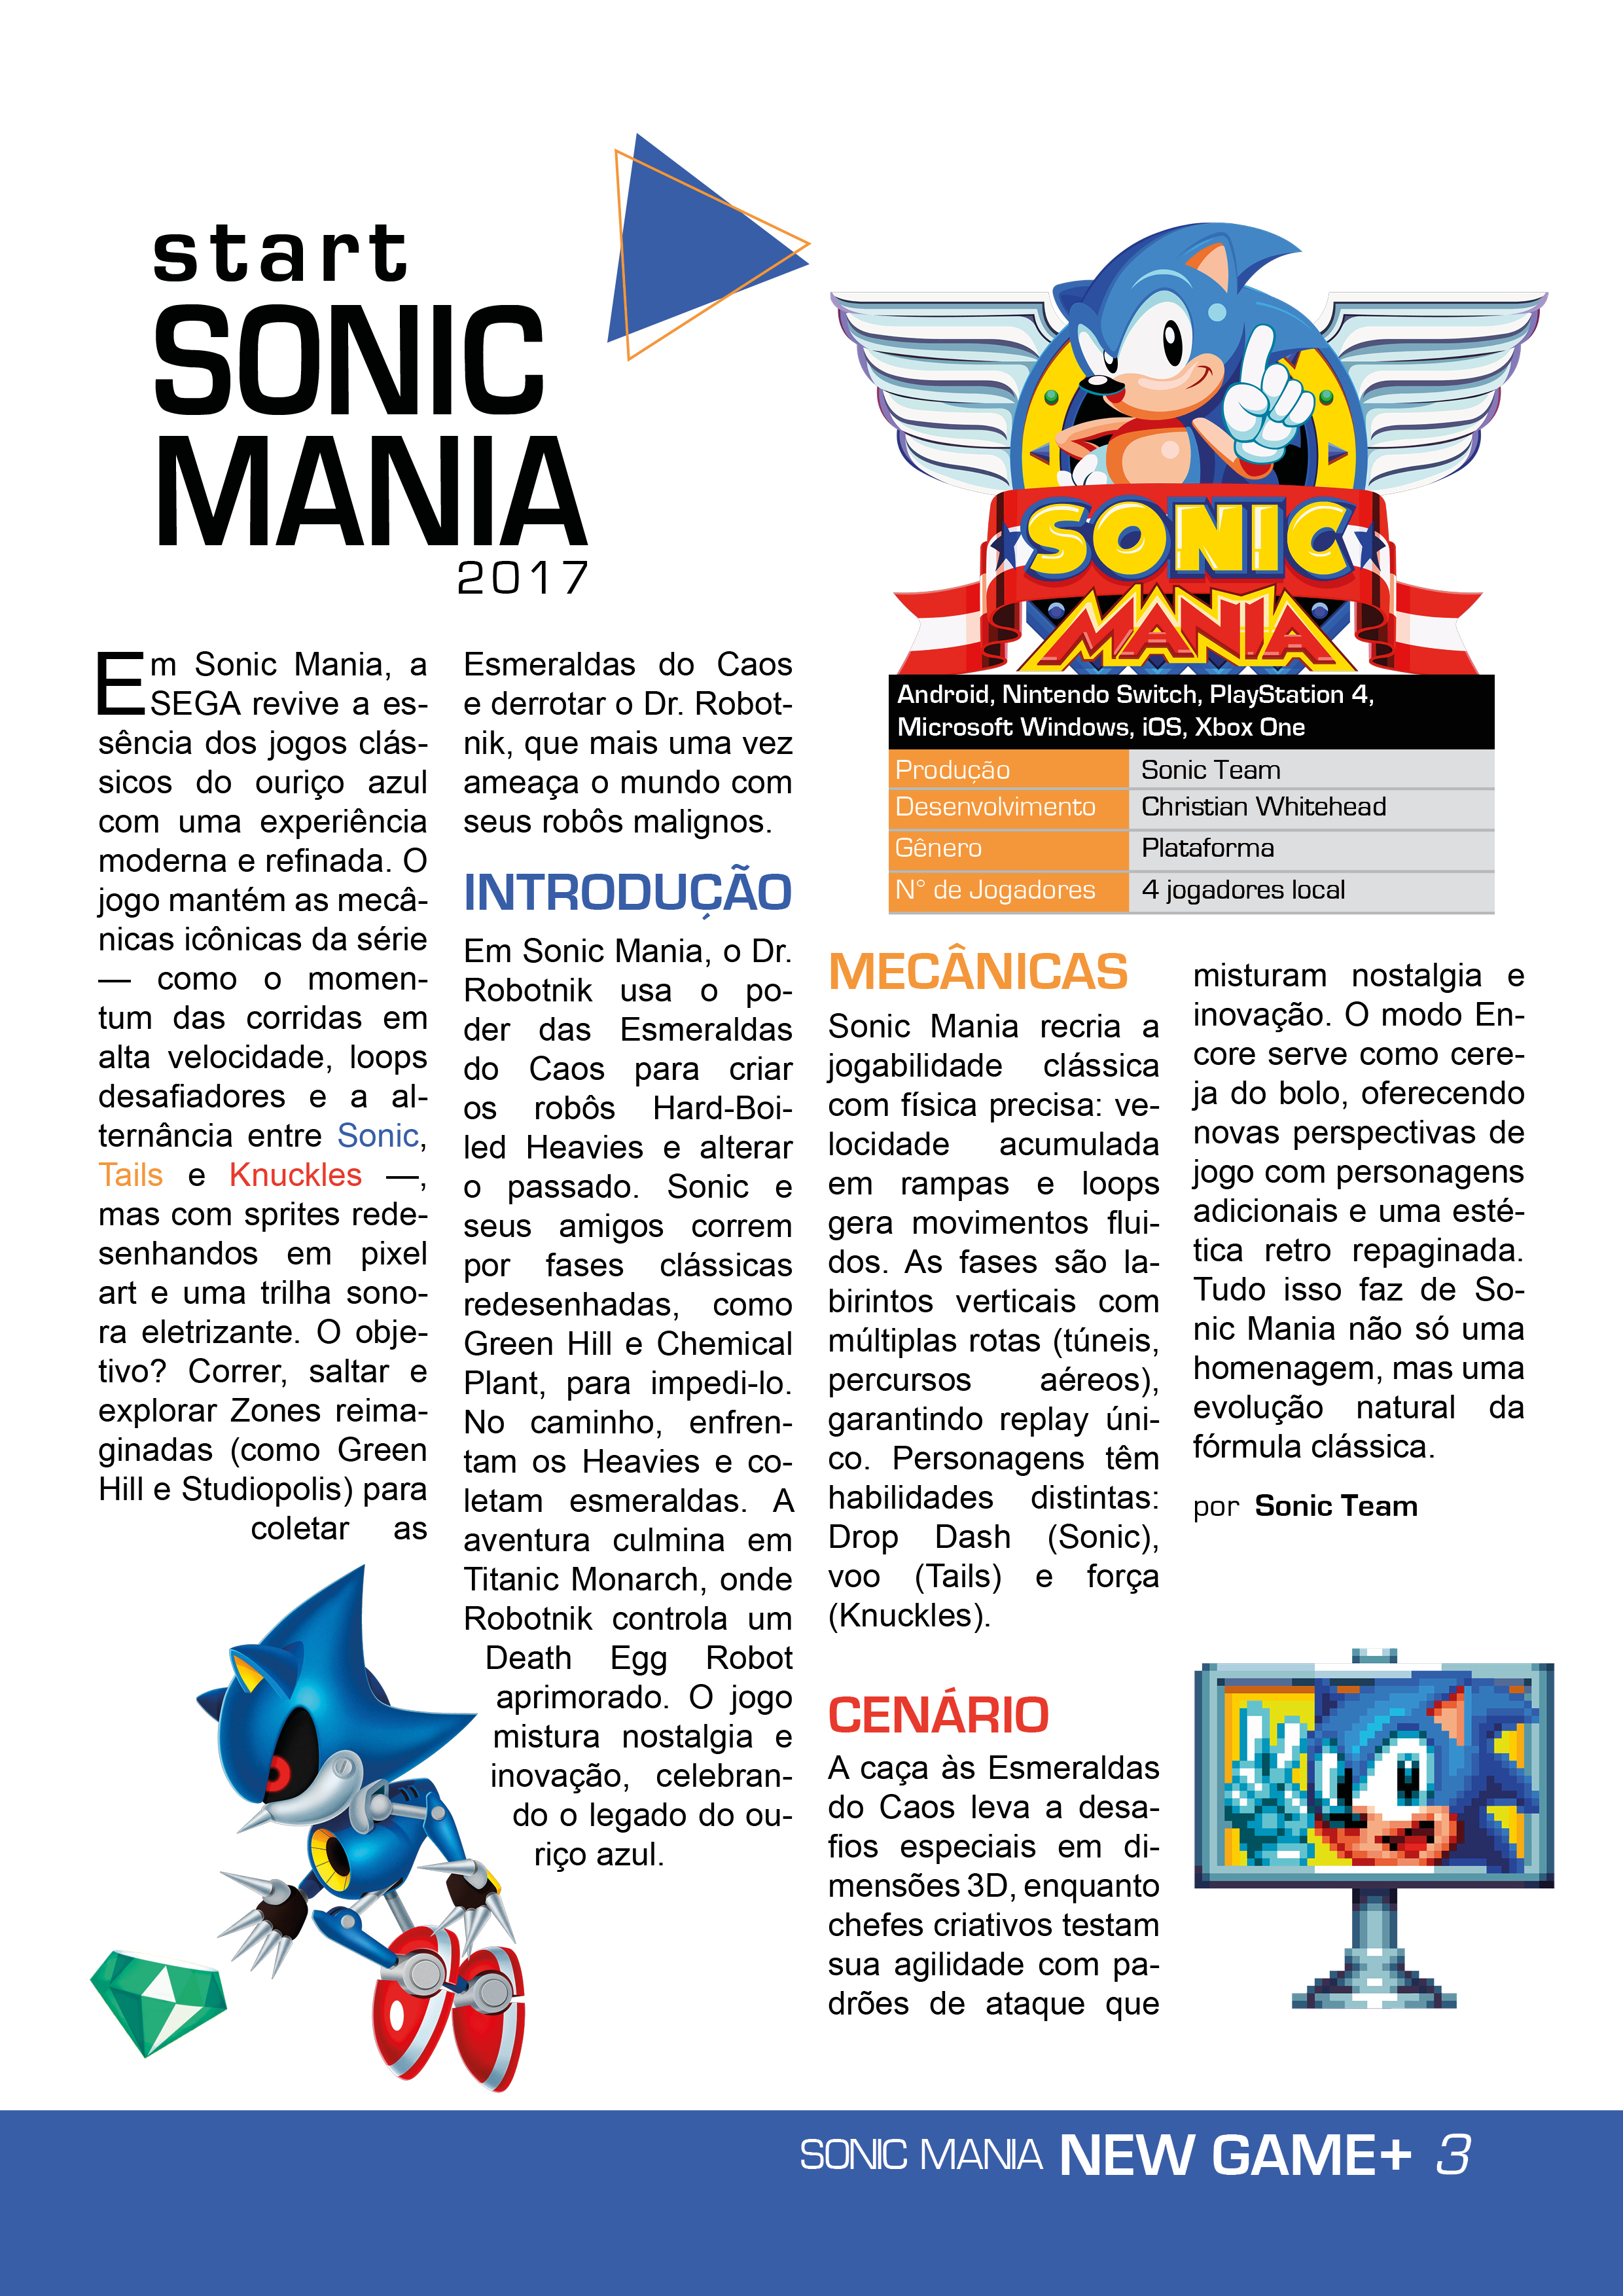 start
SONIC
MANIA
2017
SONIC
MANIA
Em Sonic Mania, a
SEGA revive a es-
sência dos jogos clás-
sicos do ouriço azul
com uma experiência
moderna e refinada. O
jogo mantém as mecâ-
nicas icônicas da série
— como o momen-
tum das corridas em
alta velocidade, loops
desafiadores e a al-
ternância entre Sonic,
Tails e Knuckles —,
mas com sprites rede-
senhandos em pixel
art e uma trilha sono-
ra eletrizante. O obje-
tivo? Correr, saltar e
explorar Zones reima-
ginadas (como Green
Hill e Studiopolis) para
coletar as
Esmeraldas do Caos
e derrotar o Dr. Robot-
nik, que mais uma vez
ameaça o mundo com
seus robôs malignos.
INTRODUÇÃO
Em Sonic Mania, o Dr.
Robotnik usa o po-
der das Esmeraldas
do Caos para criar
os robôs Hard-Boi-
led Heavies e alterar
o passado. Sonic e
seus amigos correm
por fases clássicas
redesenhadas, como
Green Hill e Chemical
Plant, para impedi-lo.
No caminho, enfren-
tam os Heavies e co-
letam esmeraldas. A
aventura culmina em
Titanic Monarch, onde
Robotnik controla um
Death Egg Robot
aprimorado. O jogo
mistura nostalgia e
inovação, celebran-
do o legado do ou-
riço azul.
Android, Nintendo Switch, PlayStation 4,
Microsoft Windows, iOS, Xbox One
Produção Sonic Team
Desenvolvimento Christian Whitehead
Gênero Plataforma
N° de Jogadores 4 jogadores local
MECÂNICAS
Sonic Mania recria a
jogabilidade clássica
com física precisa: ve-
locidade acumulada
em rampas e loops
gera movimentos flui-
dos. As fases são la-
birintos verticais com
múltiplas rotas (túneis,
percursos aéreos),
garantindo replay úni-
co. Personagens têm
habilidades distintas:
Drop Dash (Sonic),
voo (Tails) e força
(Knuckles).
CENÁRIO
A caça às Esmeraldas
do Caos leva a desa-
fios especiais em di-
mensões 3D, enquanto
chefes criativos testam
sua agilidade com pa-
drões de ataque que
misturam nostalgia e
inovação. O modo En-
core serve como cere-
ja do bolo, oferecendo
novas perspectivas de
jogo com personagens
adicionais e uma esté-
tica retro repaginada.
Tudo isso faz de So-
nic Mania não só uma
homenagem, mas uma
evolução natural da
fórmula clássica.
por Sonic Team
SONIC MANIA NEW GAME+ 3